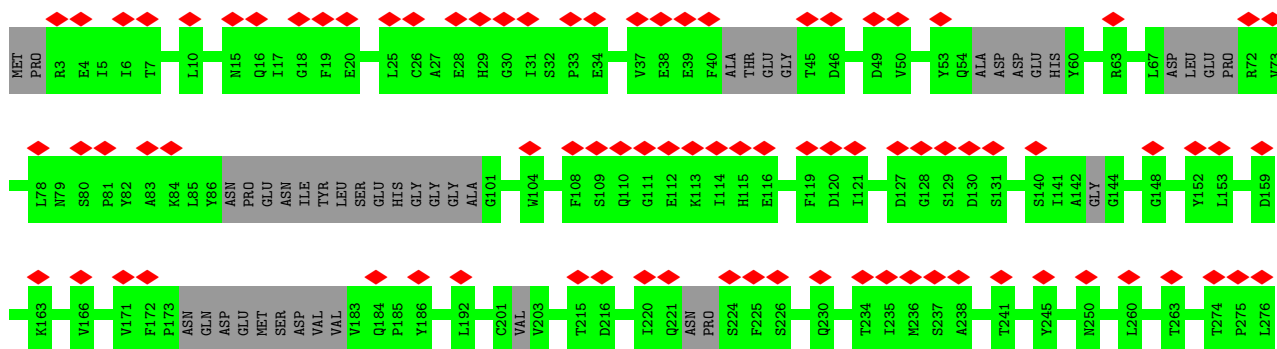 MET PRO R3 E4 I5 I6 T7 L10 N15 Q16 I17 G18 F19 E20 L25 C26 A27 E28 H29 G30 I31 S32 P33 E34 V37 E38 E39 F40 ALA THR GLU GLY T45 D46 D49 V50 Y53 Q54 ALA ASP ASP GLU HIS Y60 R63 L67 ASP LEU GLU PRO R72 V73
L78 N79 S80 P81 Y82 A83 K84 L85 Y86 ASN PRO GLU ASN ILE TYR LEU SER GLU HIS GLY GLY GLY ALA G101 W104 F108 S109 Q110 G111 E112 K113 I114 H115 E116 F119 D120 I121 D127 G128 S129 D130 S131 S140 I141 A142 GLY G144 G148 Y152 L153 D159
K163 V166 V171 F172 P173 ASN GLN ASP GLU MET SER ASP VAL VAL V183 Q184 P185 Y186 L192 C201 VAL V203 T215 D216 I220 Q221 ASN PRO S224 F225 S226 Q230 T234 I235 M236 S237 A238 T241 Y245 N250 L260 T263 T274 P275 L276